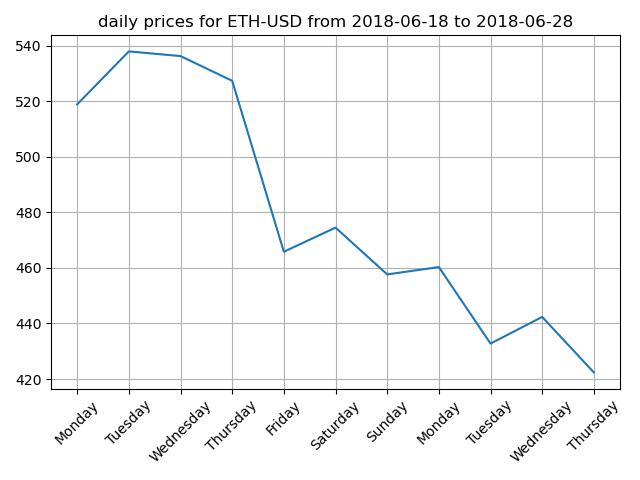 daily prices for ETH-USD from 2018-06-18 to 2018-06-28
540
520
500
480
460
440
420
Monday
Tuesday
Wednesday
Thursday
Friday
Saturday
Sunday
Monday
Tuesday
Wednesday
Thursday